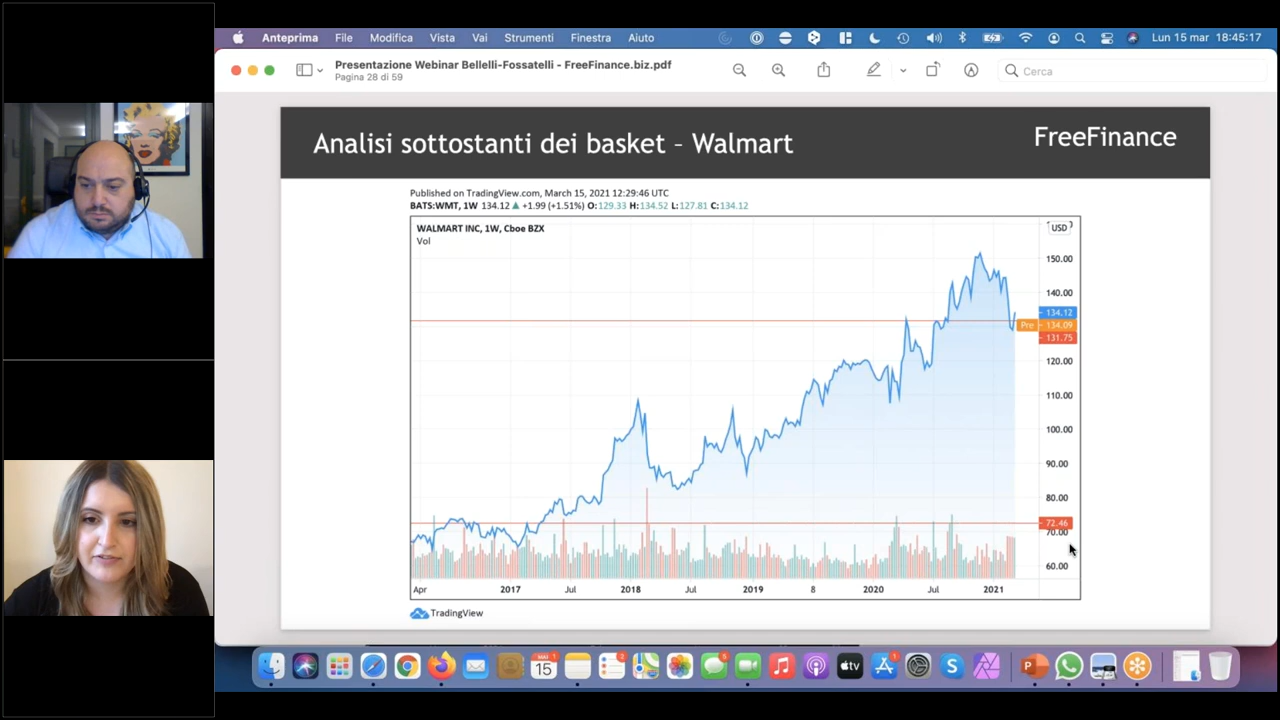 Anteprima File Modifica Vista Vai Strumenti Finestra Aiuto Lun 15 mar 18:45:17
Presentazione Webinar Bellelli-Fossatelli - FreeFinance.biz.pdf
Pagina 28 di 59
Cerca
Analisi sottostanti dei basket – Walmart
FreeFinance
Published on TradingView.com, March 15, 2021 12:29:46 UTC
BATS:WMT, 1W 134.12 ▲ +1.99 (+1.51%) O:129.33 H:134.52 L:127.81 C:134.12
WALMART INC, 1W, Cboe BZX
Vol
USD
150.00
140.00
134.12
Pre 134.09
131.75
120.00
110.00
100.00
90.00
80.00
72.46
70.00
60.00
Apr 2017 Jul 2018 Jul 2019 8 2020 Jul 2021
TradingView
15
tv